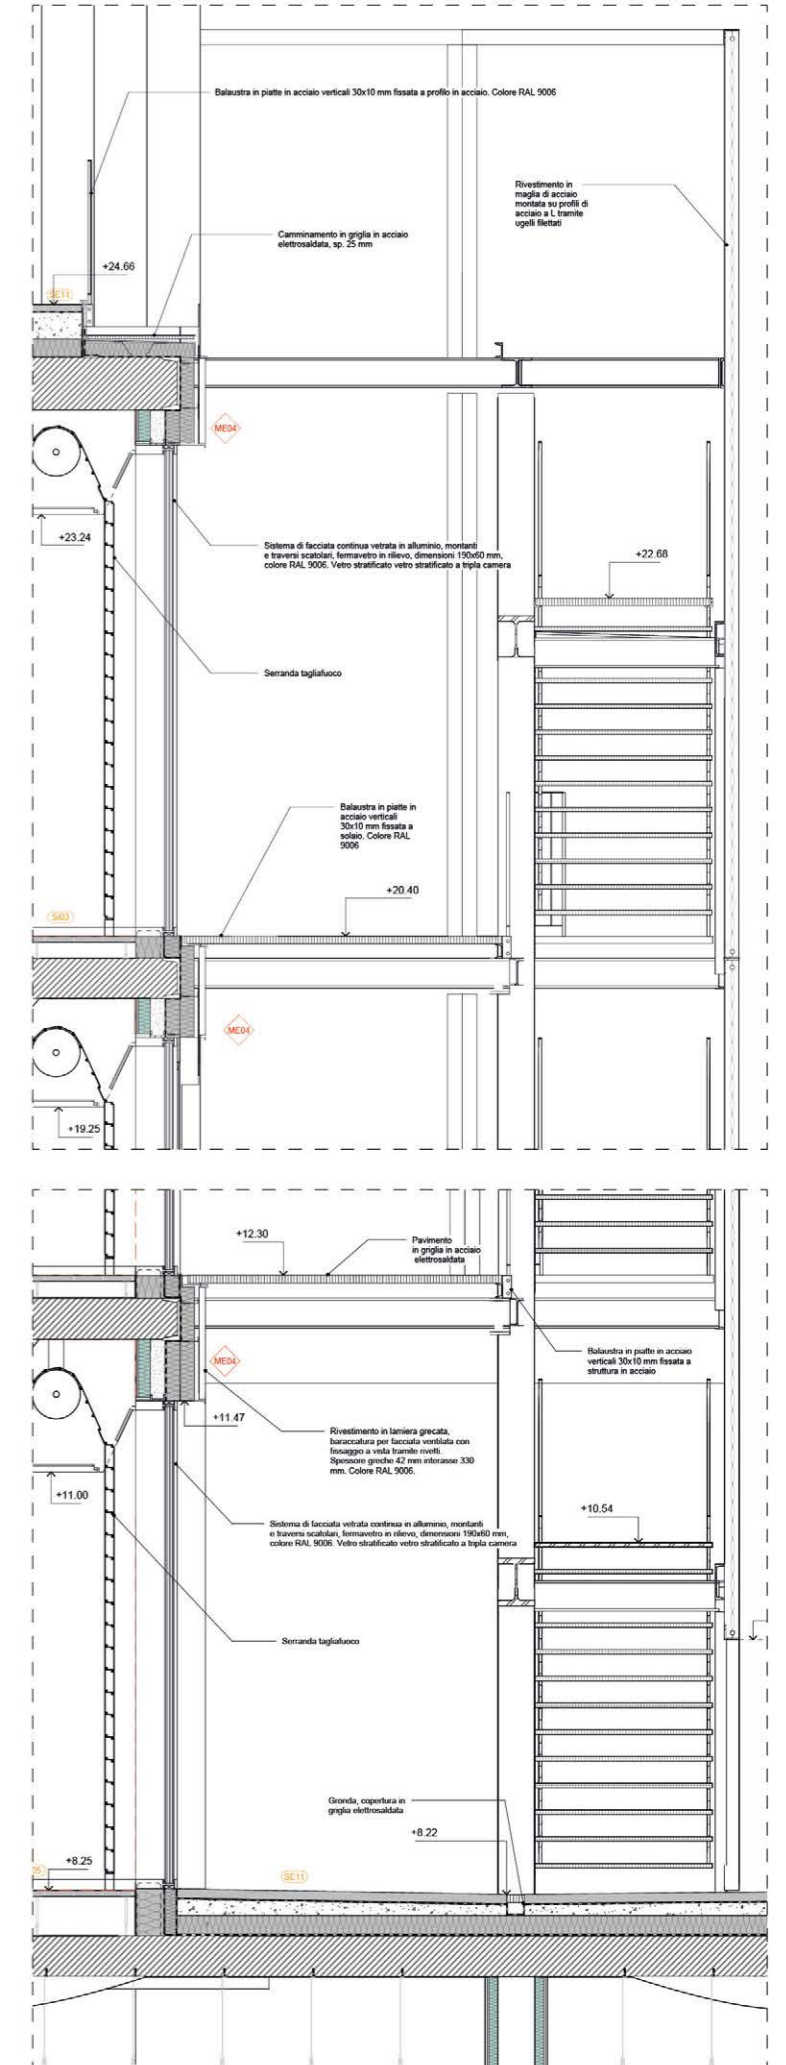 Balaustra in piatte in acciaio verticali 30x10 mm fissata a profilo in acciaio. Colore RAL 9006
Rivestimento in
maglia di acciaio
montata su profili di
acciaio a L tramite
ugelli filettati
Camminamento in griglia in acciaio
elettrosaldata, sp. 25 mm
+24.66
SE11
ME04
+23.24
Sistema di facciata continua vetrata in alluminio, montanti
e traversi scatolari, fermavetro in rilievo, dimensioni 190x60 mm,
colore RAL 9006. Vetro stratificato vetro stratificato a tripla camera
+22.68
Serranda tagliafuoco
Balaustra in piatte in
acciaio verticali
30x10 mm fissata a
solaio. Colore RAL
9006
+20.40
SI03
ME04
+19.25
+12.30
Pavimento
in griglia in acciaio
elettrosaldata
Balaustra in piatte in acciaio
verticali 30x10 mm fissata a
struttura in acciaio
ME04
+11.47
Rivestimento in lamiera grecata,
baraccatura per facciata ventilata con
fissaggio a vista tramite rivetti.
Spessore greche 42 mm interasse 330
mm. Colore RAL 9006.
+11.00
+10.54
Sistema di facciata vetrata continua in alluminio, montanti
e traversi scatolari, fermavetro in rilievo, dimensioni 190x60 mm,
colore RAL 9006. Vetro stratificato vetro stratificato a tripla camera
Serranda tagliafuoco
Gronda, copertura in
griglia elettrosaldata
+8.22
+8.25
SE11